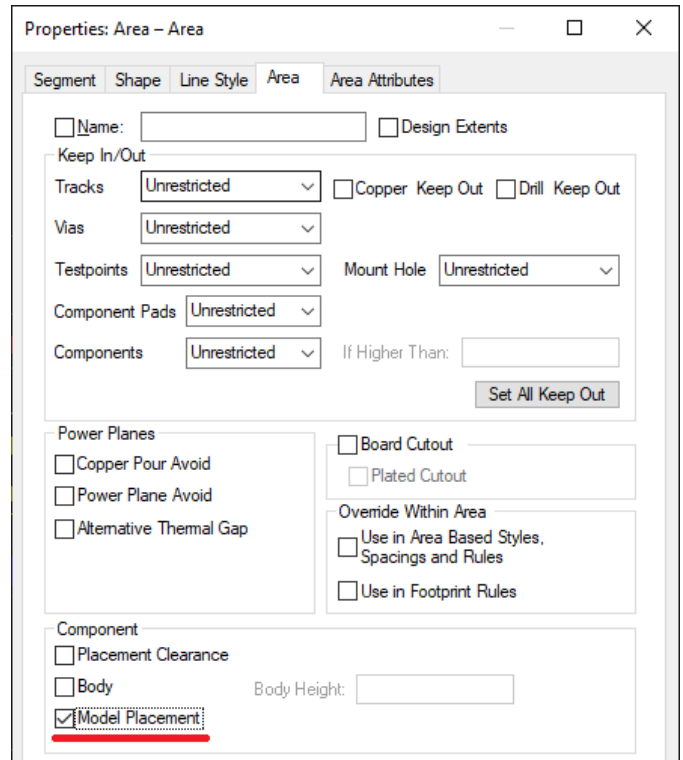 Properties: Area – Area
Segment Shape Line Style Area Area Attributes
Name: Design Extents
Keep In/Out
Tracks Unrestricted Copper Keep Out Drill Keep Out
Vias Unrestricted
Testpoints Unrestricted Mount Hole Unrestricted
Component Pads Unrestricted
Components Unrestricted If Higher Than:
Set All Keep Out
Power Planes
Copper Pour Avoid
Power Plane Avoid
Alternative Thermal Gap
Board Cutout
Plated Cutout
Override Within Area
Use in Area Based Styles,
Spacings and Rules
Use in Footprint Rules
Component
Placement Clearance
Body Body Height:
Model Placement